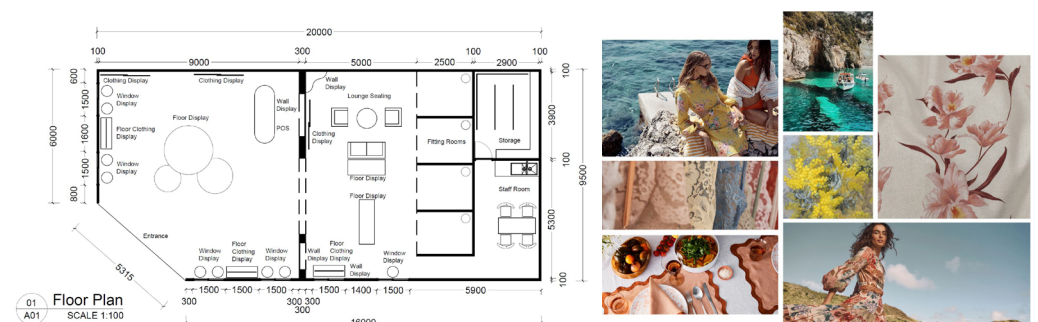 20000
100
9000
300
5000
100
2500
2900
100
600
1500
1600
1500
800
6000
Clothing Display
Clothing Display
Window
Display
Floor Clothing
Display
Window
Display
Floor Display
Wall
Display
POS
Wall
Display
Lounge Seating
Clothing
Display
Floor Display
Floor Display
Fitting Rooms
Storage
Staff Room
100
3900
100
5300
100
9500
Entrance
5315
Window
Display
Floor
Clothing
Display
Window
Display
Wall
Display
Floor
Clothing
Display
Wall
Display
Window
Display
1500
1500
1500
1500
1400
1500
5900
300
300
300
16000
01
A01
Floor Plan
SCALE 1:100